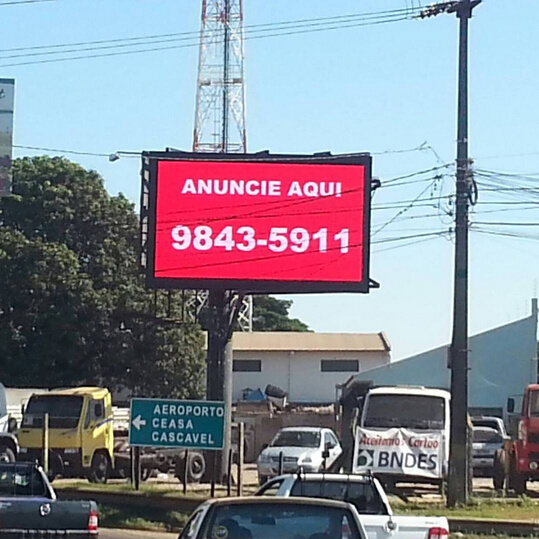 ANUNCIE AQUI
9843-5911
AEROPORTO
CEASA
CASCAVEL
Aceitamos Cartão
BNDES